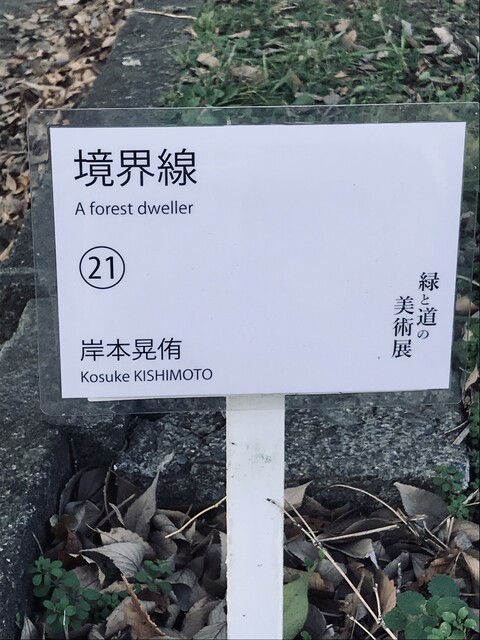 境界線
A forest dweller
21
岸本晃侑
Kosuke KISHIMOTO
緑と道の
美術展